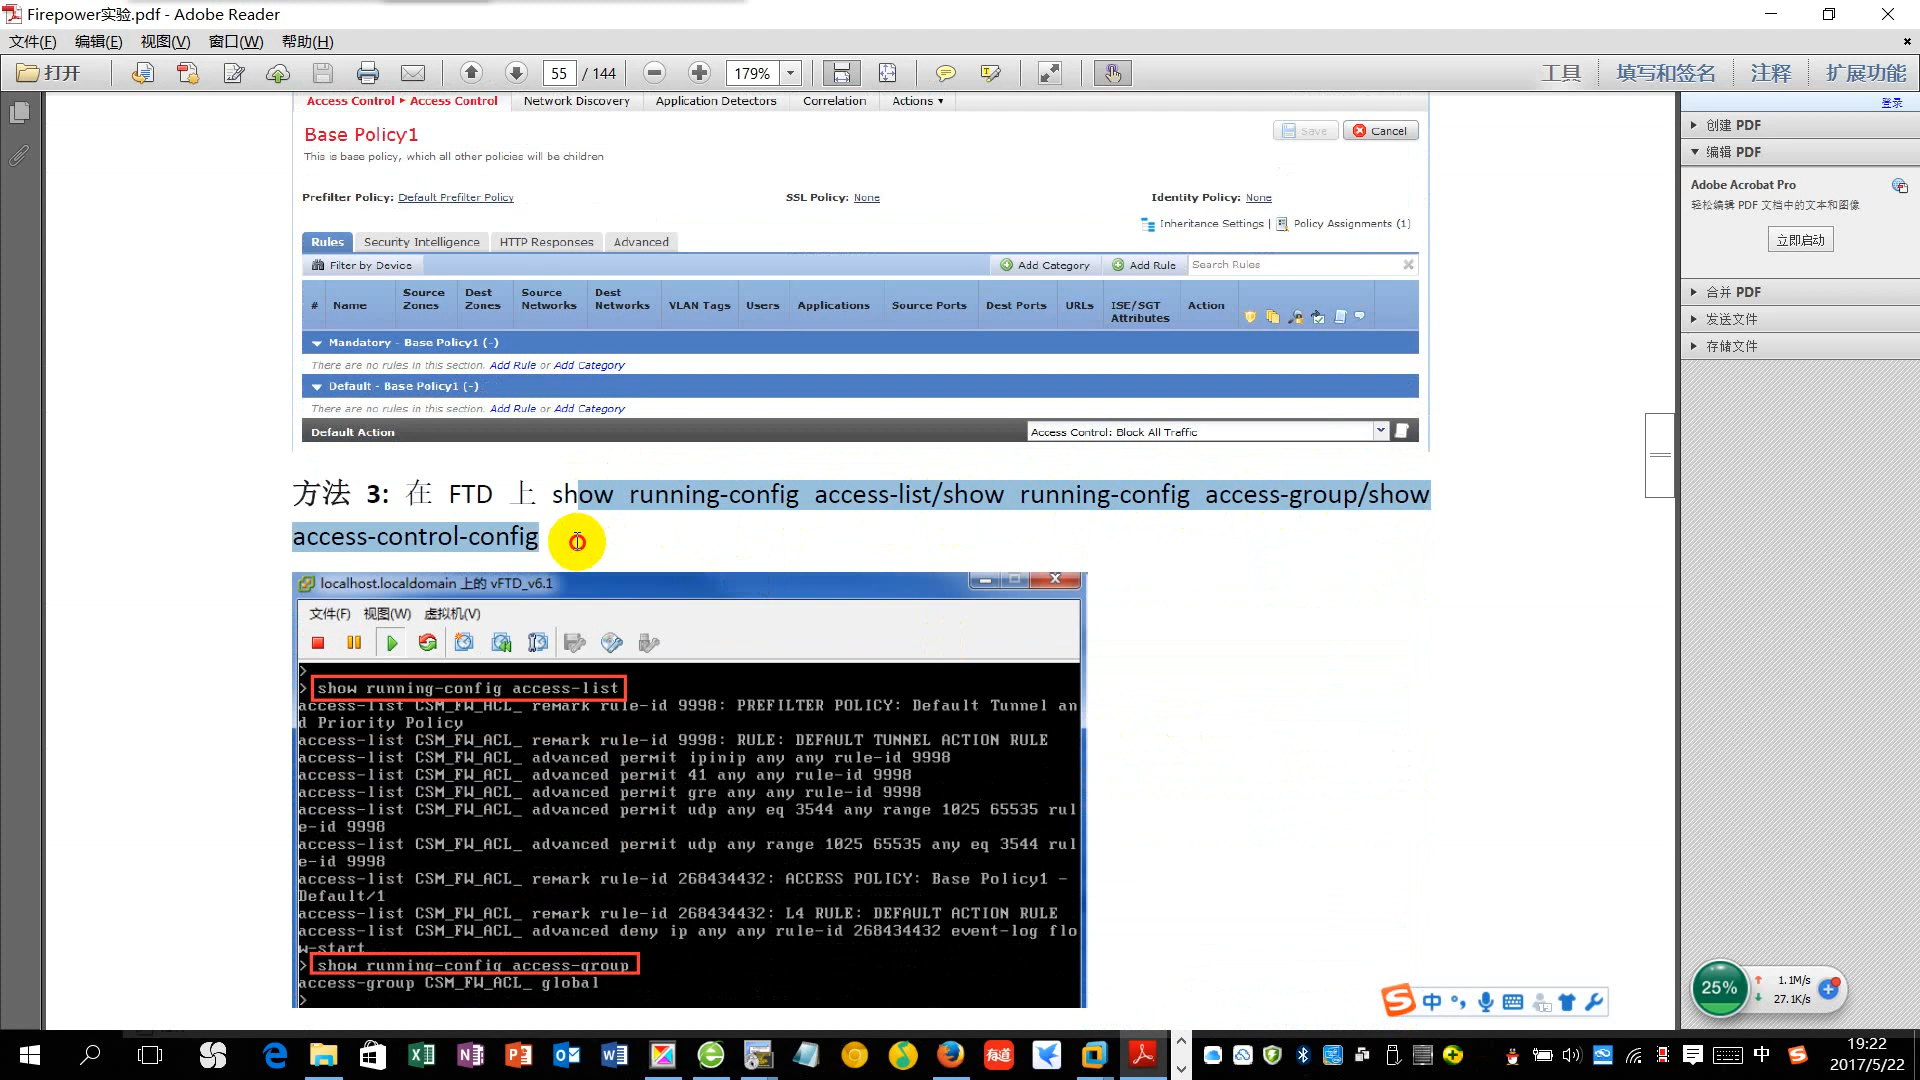 Firepower实验.pdf - Adobe Reader
文件(F) 编辑(E) 视图(V) 窗口(W) 帮助(H)
打开 55 / 144 179% 工具 填写和签名 注释 扩展功能
登录
Access Control ▸ Access Control Network Discovery Application Detectors Correlation Actions ▾
创建 PDF
Base Policy1 Save Cancel
编辑 PDF
This is base policy, which all other policies will be children
Adobe Acrobat Pro
轻松编辑 PDF 文档中的文本和图像
Prefilter Policy: Default Prefilter Policy SSL Policy: None Identity Policy: None
Inheritance Settings | Policy Assignments (1)
立即启动
Rules Security Intelligence HTTP Responses Advanced
Filter by Device Add Category Add Rule Search Rules
合并 PDF
# Name Source Zones Dest Zones Source Networks Dest Networks VLAN Tags Users Applications Source Ports Dest Ports URLs ISE/SGT Attributes Action
发送文件
Mandatory - Base Policy1 (-)
存储文件
There are no rules in this section. Add Rule or Add Category
Default - Base Policy1 (-)
There are no rules in this section. Add Rule or Add Category
Default Action Access Control: Block All Traffic
方法 3: 在 FTD 上 show running-config access-list/show running-config access-group/show
access-control-config
localhost.localdomain 上的 vFTD_v6.1
文件(F) 视图(W) 虚拟机(V)
>
> show running-config access-list
access-list CSM_FW_ACL_ remark rule-id 9998: PREFILTER POLICY: Default Tunnel an
d Priority Policy
access-list CSM_FW_ACL_ remark rule-id 9998: RULE: DEFAULT TUNNEL ACTION RULE
access-list CSM_FW_ACL_ advanced permit ipinip any any rule-id 9998
access-list CSM_FW_ACL_ advanced permit 41 any any rule-id 9998
access-list CSM_FW_ACL_ advanced permit gre any any rule-id 9998
access-list CSM_FW_ACL_ advanced permit udp any eq 3544 any range 1025 65535 rul
e-id 9998
access-list CSM_FW_ACL_ advanced permit udp any range 1025 65535 any eq 3544 rul
e-id 9998
access-list CSM_FW_ACL_ remark rule-id 268434432: ACCESS POLICY: Base Policy1 -
Default/1
access-list CSM_FW_ACL_ remark rule-id 268434432: L4 RULE: DEFAULT ACTION RULE
access-list CSM_FW_ACL_ advanced deny ip any any rule-id 268434432 event-log flo
w-start
> show running-config access-group
access-group CSM_FW_ACL_ global
>
中
25% 1.1M/s
27.1K/s
有道 中 19:22
2017/5/22